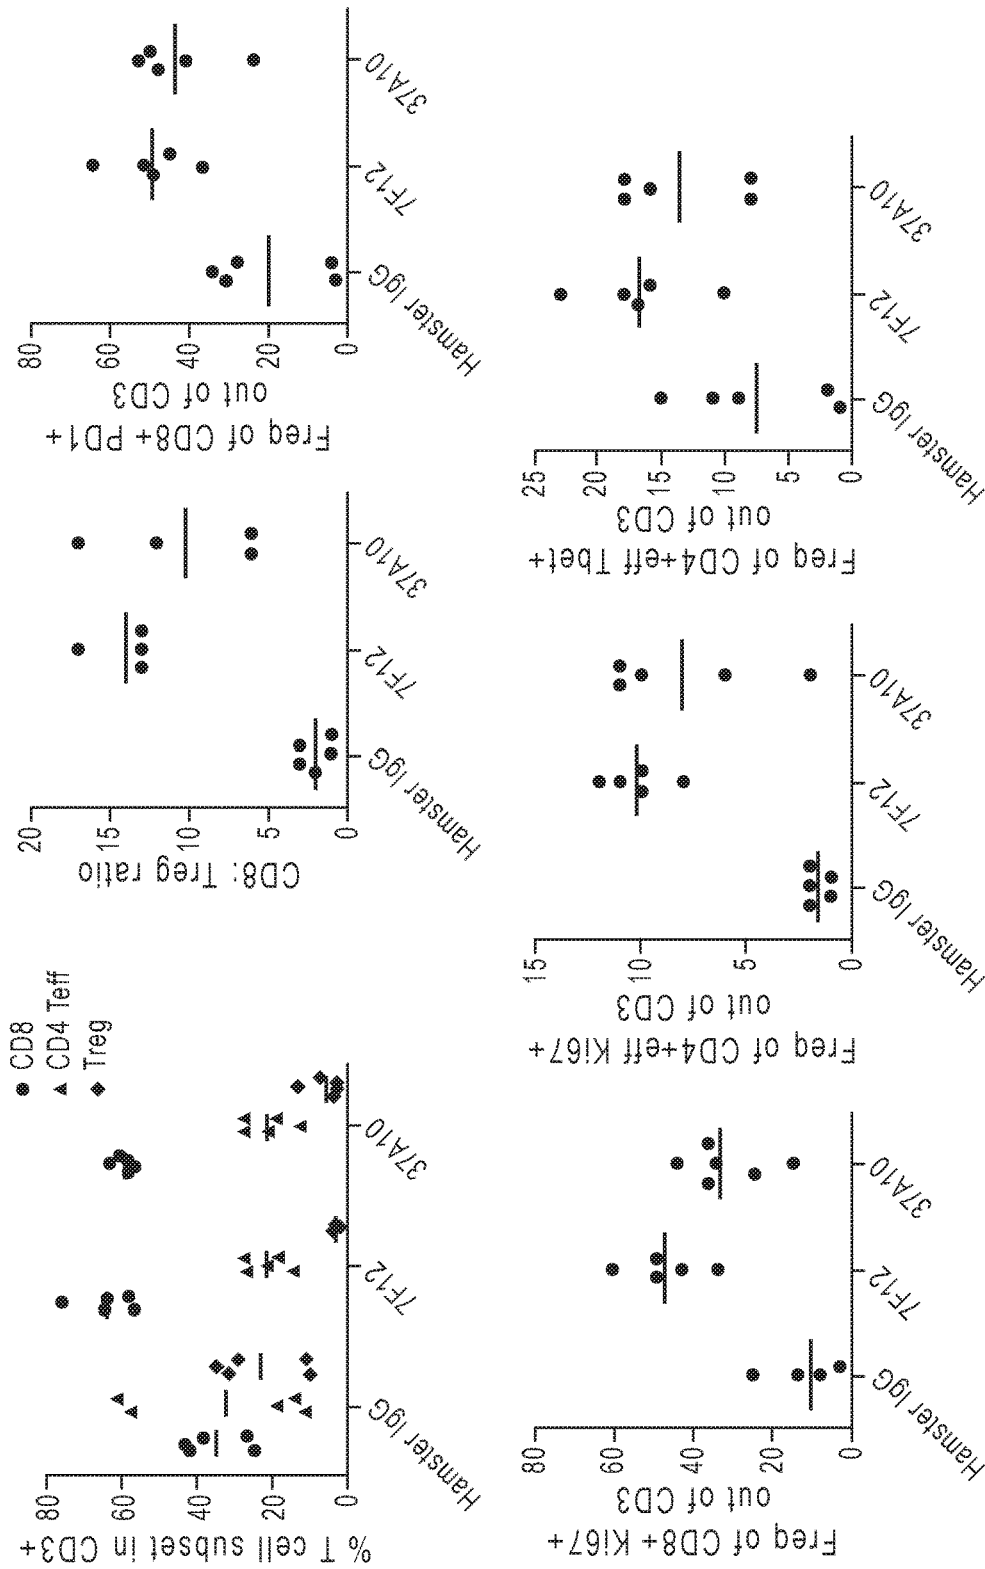 % T cell subset in CD3+
80
60
40
20
0
Hamster IgG
7F12
37A10
CD8
CD4 Teff
Treg
CD8: Treg ratio
20
15
10
5
0
Hamster IgG
7F12
37A10
Freq of CD8+ PD1+
out of CD3
80
60
40
20
0
Hamster IgG
7F12
37A10
Freq of CD8+ Ki67+
out of CD3
80
60
40
20
0
Hamster IgG
7F12
37A10
Freq of CD4+eff Ki67+
out of CD3
15
10
5
0
Hamster IgG
7F12
37A10
Freq of CD4+eff Tbet+
out of CD3
25
20
15
10
5
0
Hamster IgG
7F12
37A10